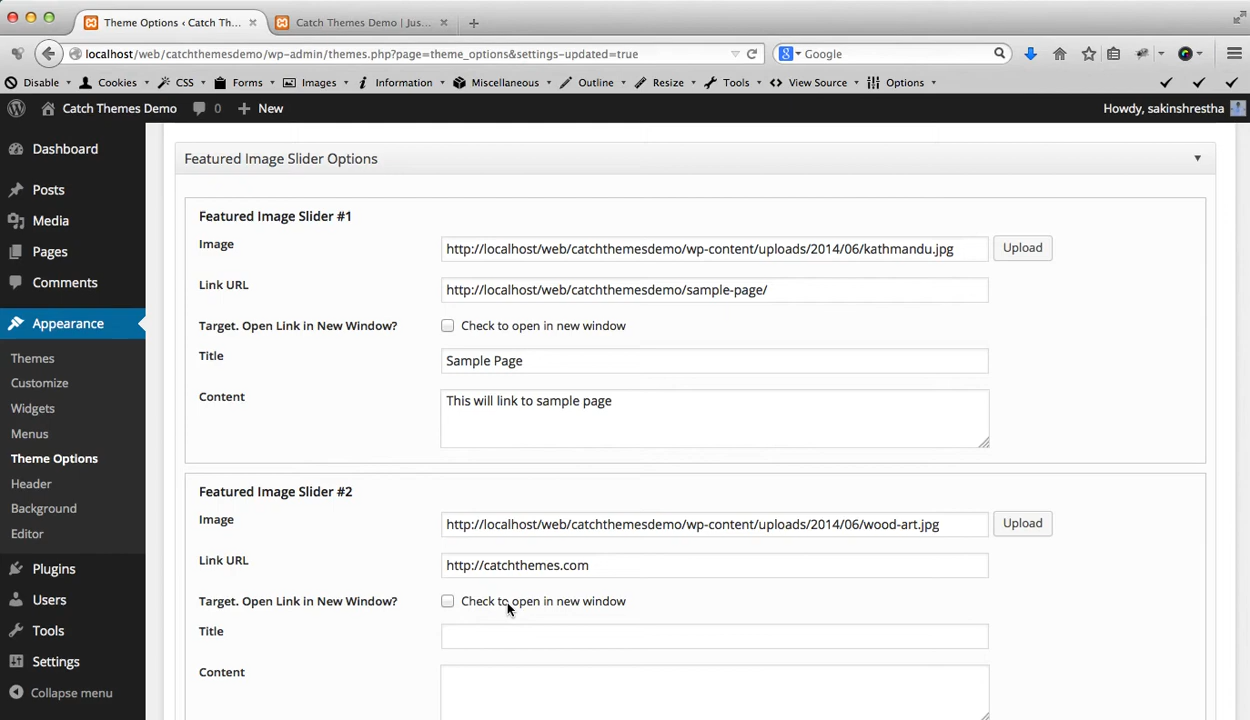 Theme Options ‹ Catch Th...
Catch Themes Demo | Jus...
localhost/web/catchthemesdemo/wp-admin/themes.php?page=theme_options&settings-updated=true
Google
Disable
Cookies
CSS
Forms
Images
Information
Miscellaneous
Outline
Resize
Tools
View Source
Options
Catch Themes Demo
0
New
Howdy, sakinshrestha
Dashboard
Posts
Media
Pages
Comments
Appearance
Themes
Customize
Widgets
Menus
Theme Options
Header
Background
Editor
Plugins
Users
Tools
Settings
Collapse menu
Featured Image Slider Options
Featured Image Slider #1
Image
http://localhost/web/catchthemesdemo/wp-content/uploads/2014/06/kathmandu.jpg
Upload
Link URL
http://localhost/web/catchthemesdemo/sample-page/
Target. Open Link in New Window?
Check to open in new window
Title
Sample Page
Content
This will link to sample page
Featured Image Slider #2
Image
http://localhost/web/catchthemesdemo/wp-content/uploads/2014/06/wood-art.jpg
Upload
Link URL
http://catchthemes.com
Target. Open Link in New Window?
Check to open in new window
Title
Content